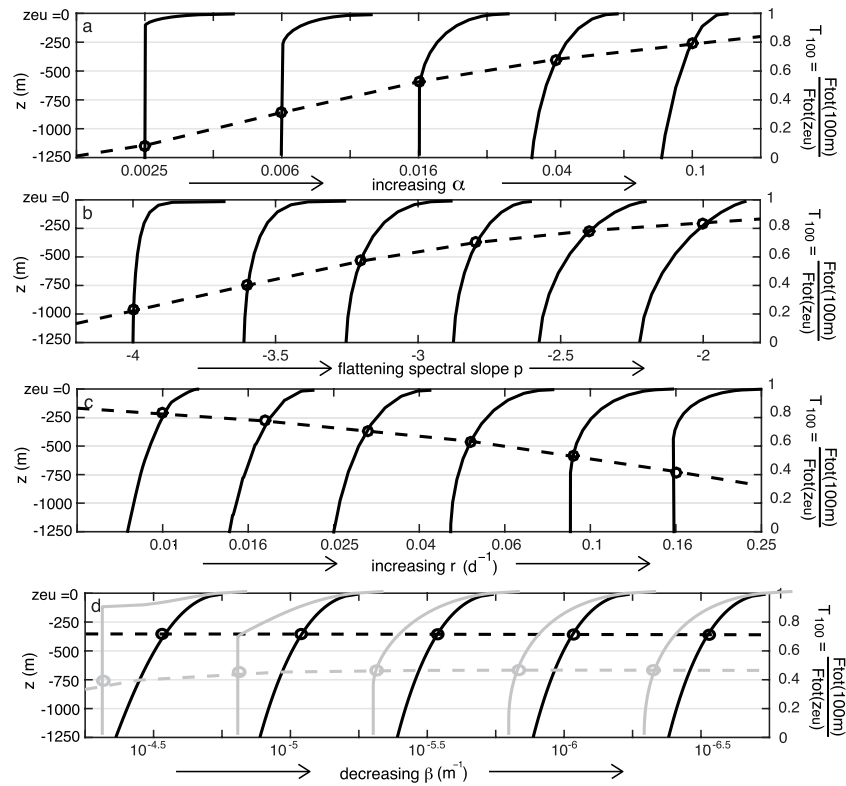 a
zeu =0
-250
-500
-750
-1000
-1250
z (m)
0.0025 0.006 0.016 0.04 0.1
increasing α
1
0.8
0.6
0.4
0.2
0
T100 = Ftot(100m) / Ftot(zeu)
b
zeu =0
-250
-500
-750
-1000
-1250
z (m)
-4 -3.5 -3 -2.5 -2
flattening spectral slope p
1
0.8
0.6
0.4
0.2
0
T100 = Ftot(100m) / Ftot(zeu)
c
zeu =0
-250
-500
-750
-1000
-1250
z (m)
0.01 0.016 0.025 0.04 0.06 0.1 0.16 0.25
increasing r (d⁻¹)
1
0.8
0.6
0.4
0.2
0
T100 = Ftot(100m) / Ftot(zeu)
d
zeu =0
-250
-500
-750
-1000
-1250
z (m)
10^-4.5 10^-5 10^-5.5 10^-6 10^-6.5
decreasing β (m⁻¹)
1
0.8
0.6
0.4
0.2
0
T100 = Ftot(100m) / Ftot(zeu)